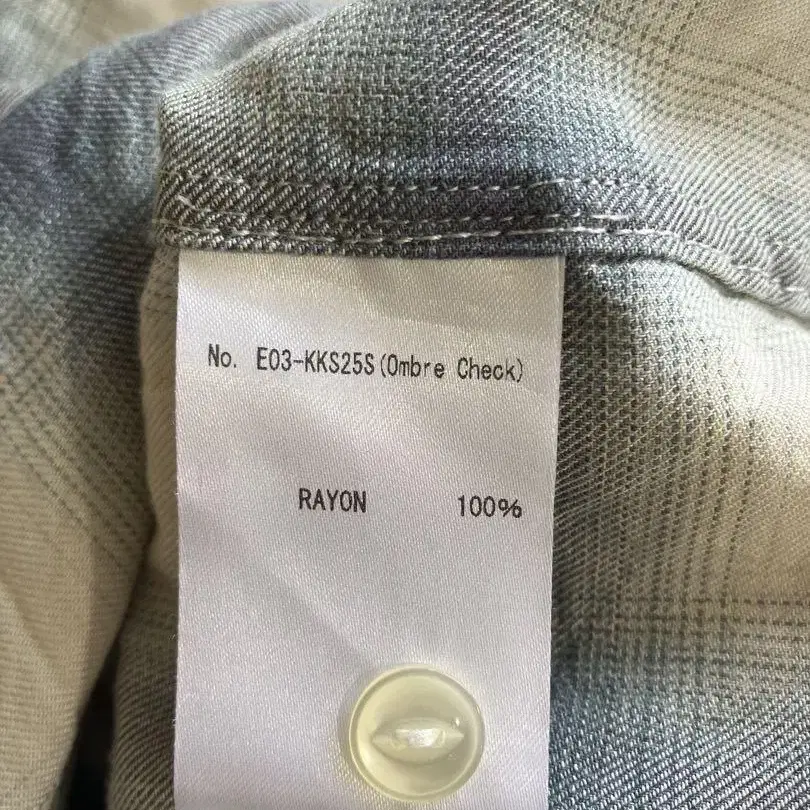 No. E03-KKS25S(Ombre Check)
RAYON 100%